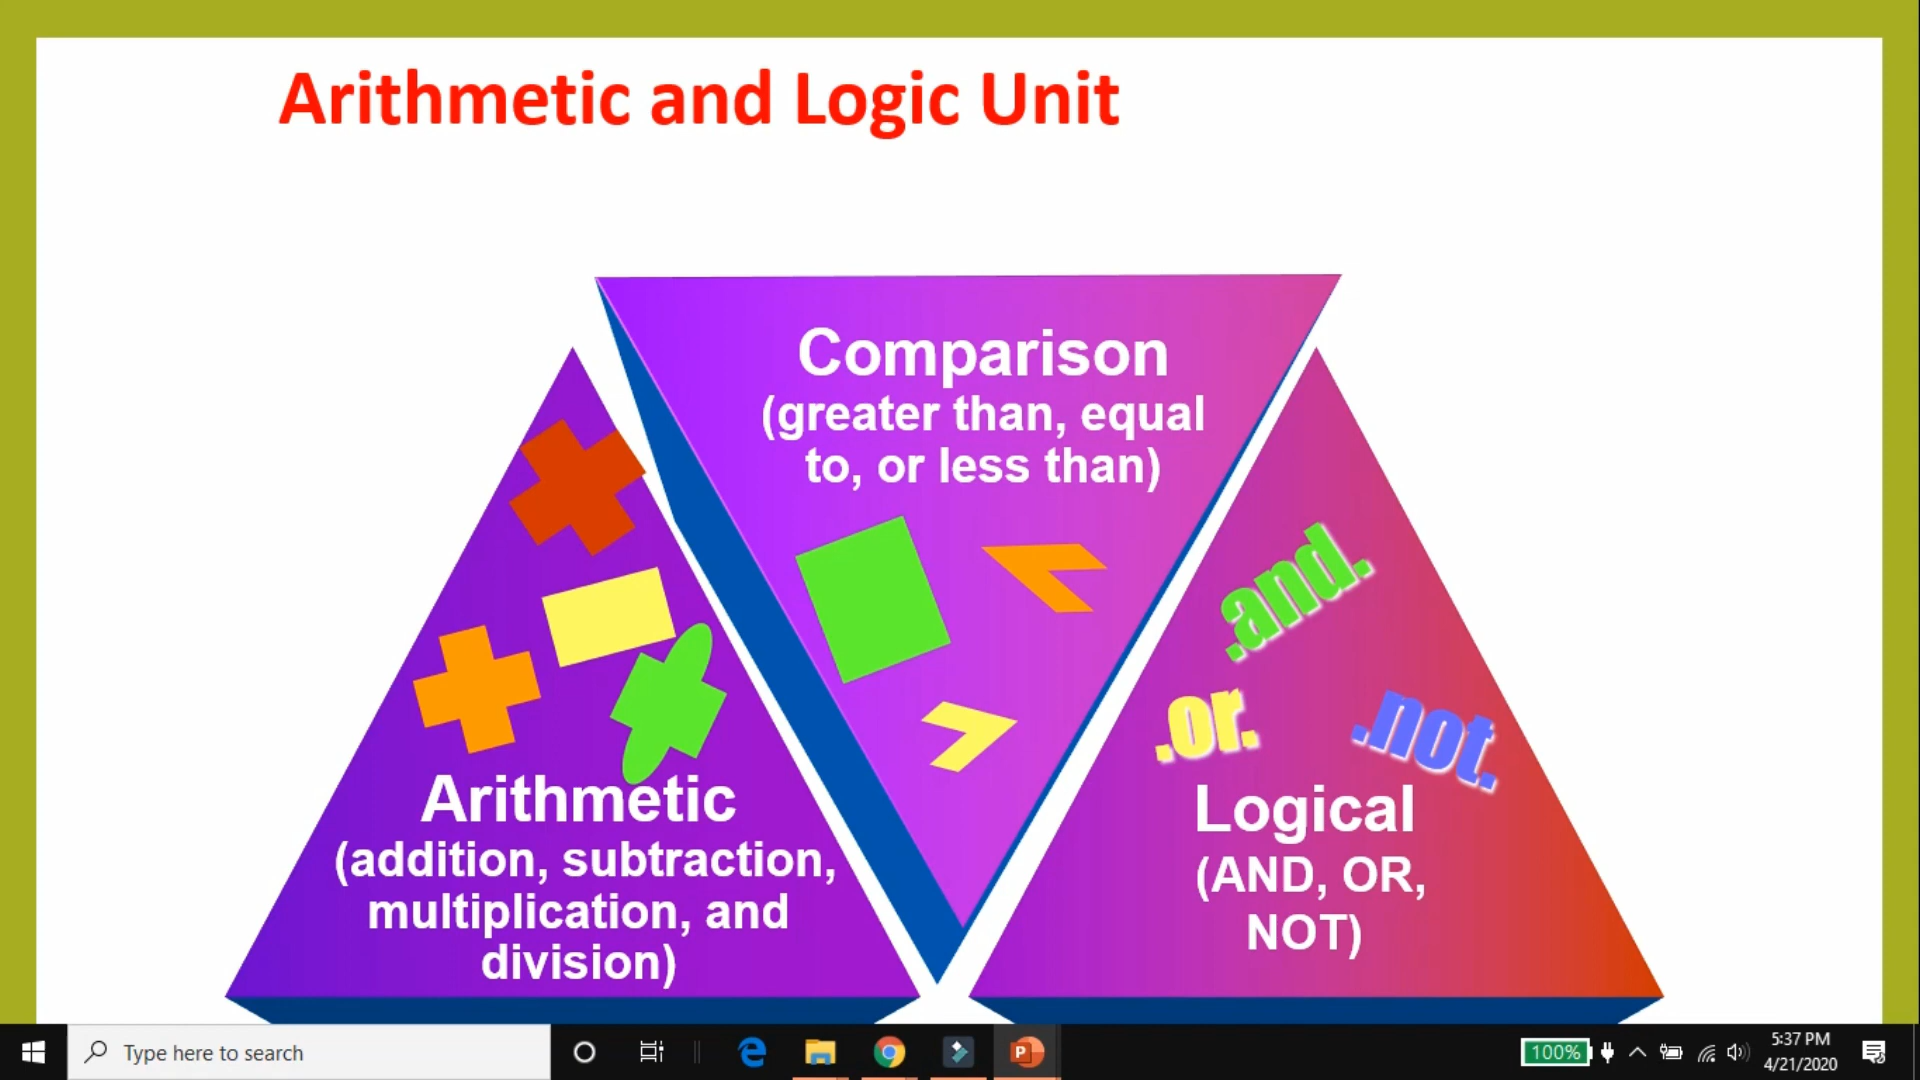 Arithmetic and Logic Unit
Comparison
(greater than, equal
to, or less than)
.and.
.or.
.not.
Arithmetic
(addition, subtraction,
multiplication, and
division)
Logical
(AND, OR,
NOT)
Type here to search
100%
5:37 PM
4/21/2020